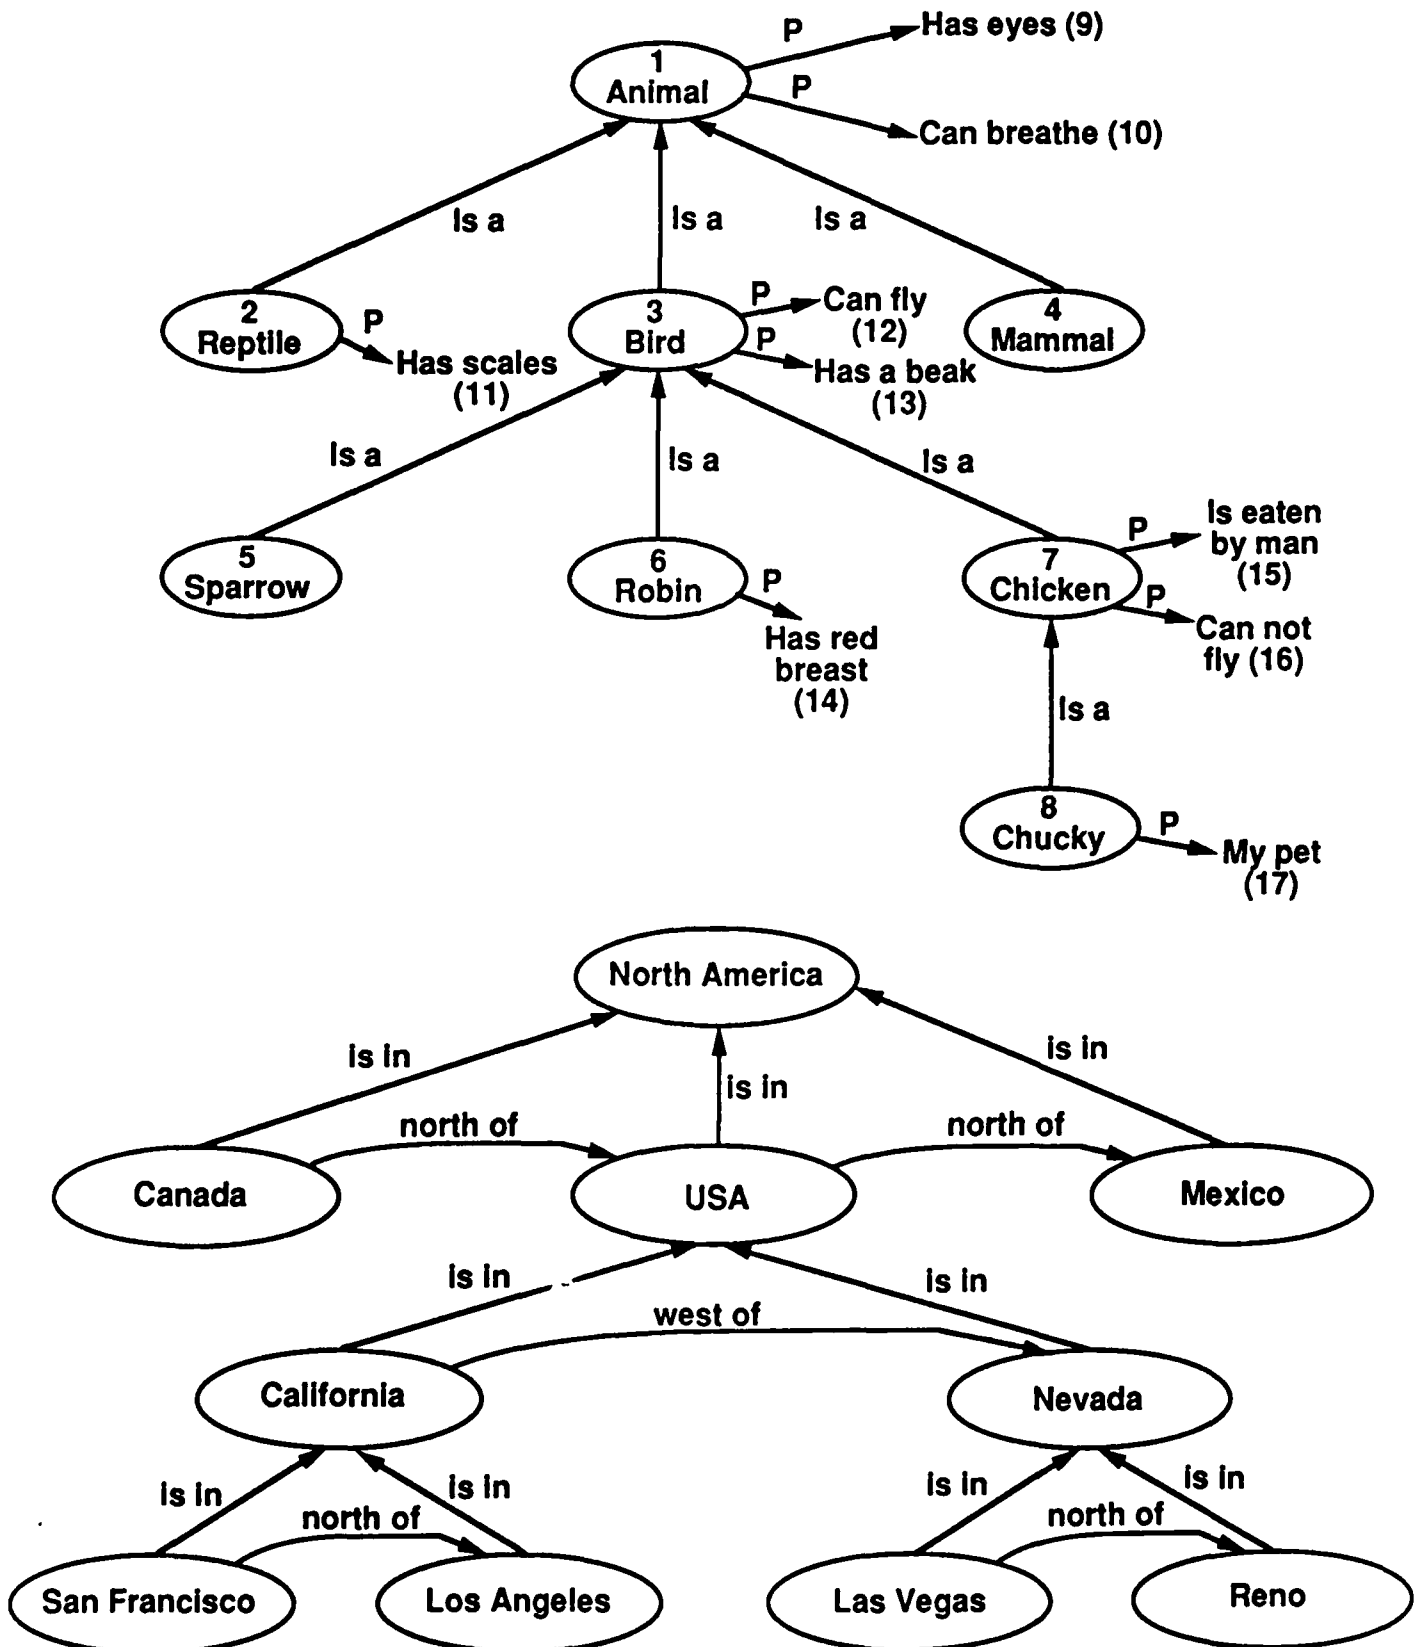 P
Has eyes (9)
1
Animal
P
Can breathe (10)
Is a
Is a
Is a
2
Reptile
P
Has scales
(11)
3
Bird
P
Can fly
(12)
P
Has a beak
(13)
4
Mammal
Is a
Is a
Is a
5
Sparrow
6
Robin
P
Has red
breast
(14)
7
Chicken
P
Is eaten
by man
(15)
P
Can not
fly (16)
Is a
8
Chucky
P
My pet
(17)
North America
is in
is in
is in
north of
north of
Canada
USA
Mexico
is in
is in
west of
California
Nevada
is in
is in
north of
is in
is in
north of
San Francisco
Los Angeles
Las Vegas
Reno